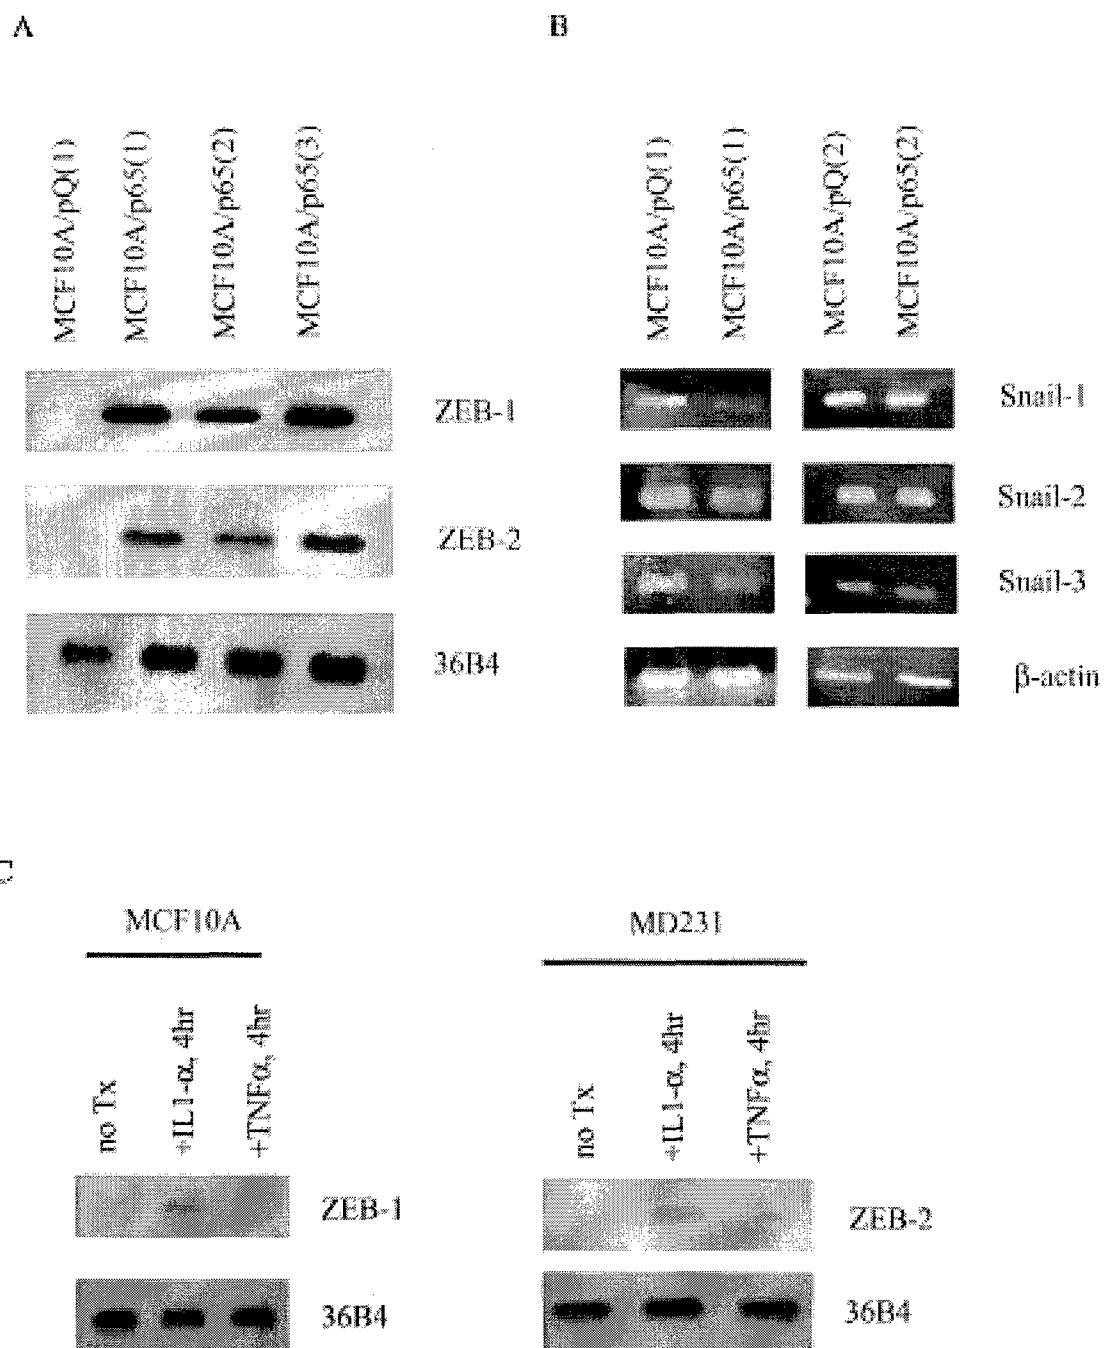 A
MCF10A/pQ(1)
MCF10A/p65(1)
MCF10A/p65(2)
MCF10A/p65(3)
ZEB-1
ZEB-2
36B4
B
MCF10A/pQ(1)
MCF10A/p65(1)
MCF10A/pQ(2)
MCF10A/p65(2)
Snail-1
Snail-2
Snail-3
β-actin
C
MCF10A
no Tx
+IL1-α, 4hr
+TNFα, 4hr
ZEB-1
36B4
MD231
no Tx
+IL1-α, 4hr
+TNFα, 4hr
ZEB-2
36B4